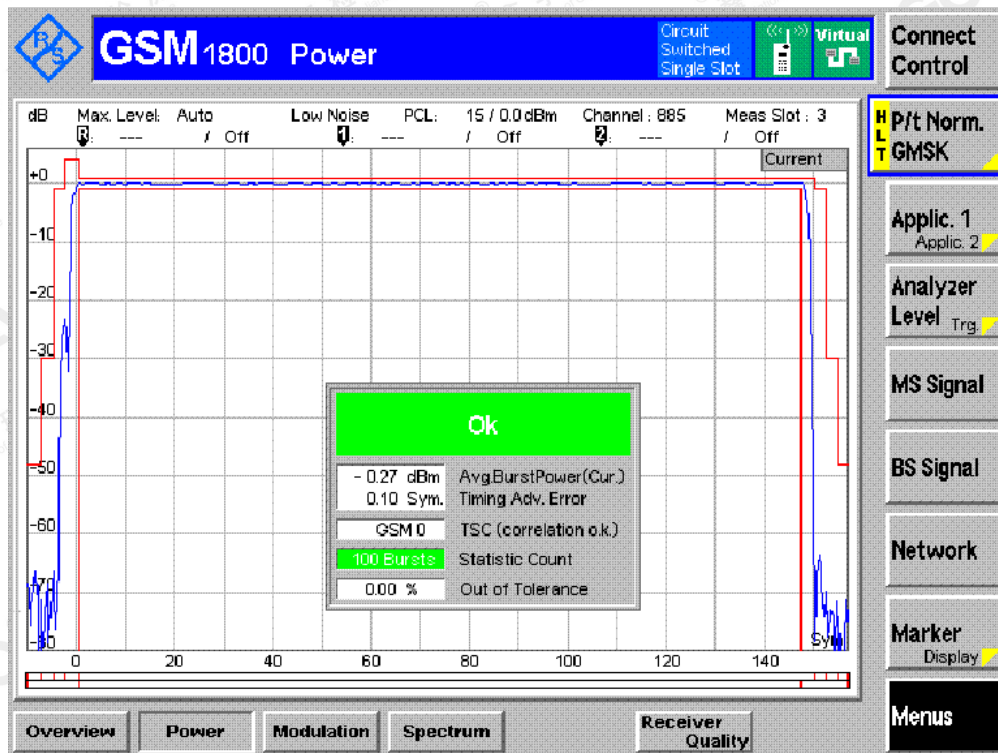 R/S
GSM 1800 Power
Circuit
Switched
Single Slot
Virtual
Connect
Control
dB Max. Level: Auto Low Noise PCL: 15 / 0.0 dBm Channel : 885 Meas Slot : 3
R: --- / Off 1: --- / Off 2: --- / Off
Current
HLT
P/t Norm.
GMSK
Applic. 1
Applic. 2
Analyzer
Level Trg.
MS Signal
BS Signal
Network
Marker
Display
Menus
+0
-10
-20
-30
-40
-50
-60
-70
-80
Ok
- 0.27 dBm Avg.BurstPower(Cur.)
0.10 Sym. Timing Adv. Error
GSM 0 TSC (correlation o.k.)
100 Bursts Statistic Count
0.00 % Out of Tolerance
Sym
0 20 40 60 80 100 120 140
Overview Power Modulation Spectrum Receiver
Quality